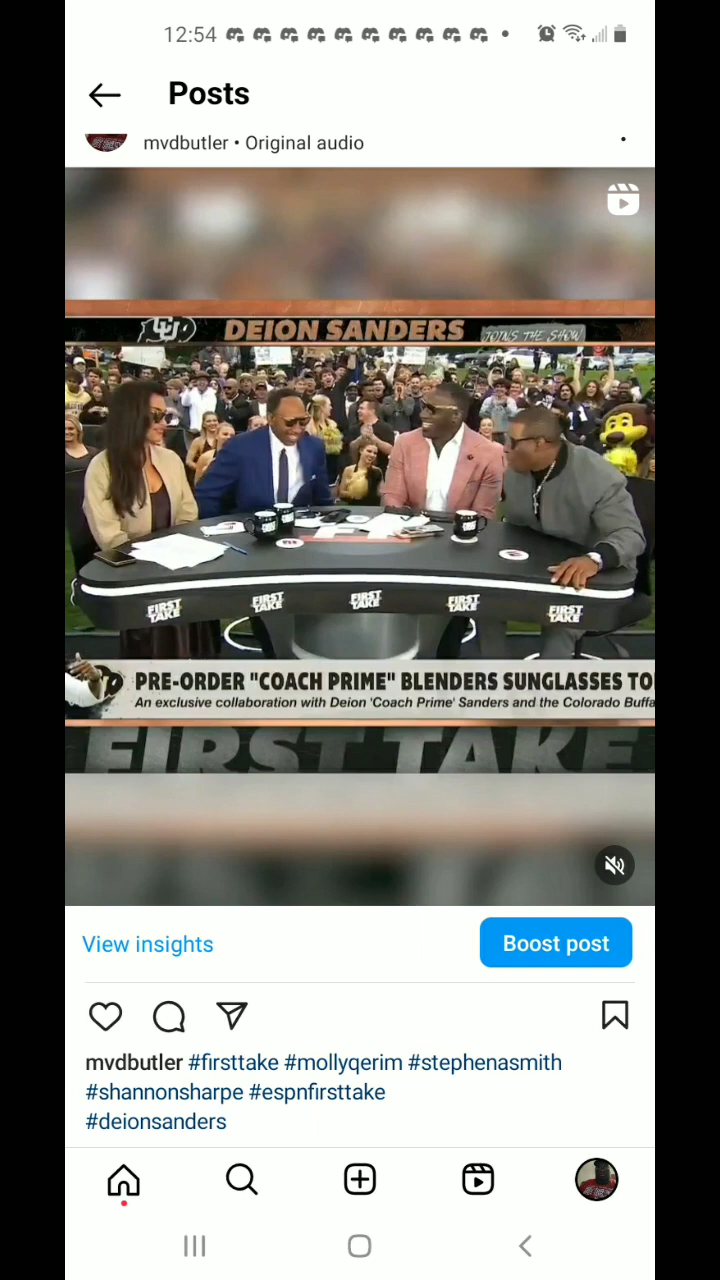 12:54
Posts
mvdbutler • Original audio
CU DEION SANDERS JOINS THE SHOW
FIRST TAKE
FIRST TAKE
FIRST TAKE
FIRST TAKE
FIRST TAKE
PRE-ORDER "COACH PRIME" BLENDERS SUNGLASSES TO
An exclusive collaboration with Deion 'Coach Prime' Sanders and the Colorado Buffa
FIRST TAKE
View insights
Boost post
mvdbutler #firsttake #mollyqerim #stephenasmith
#shannonsharpe #espnfirsttake
#deionsanders